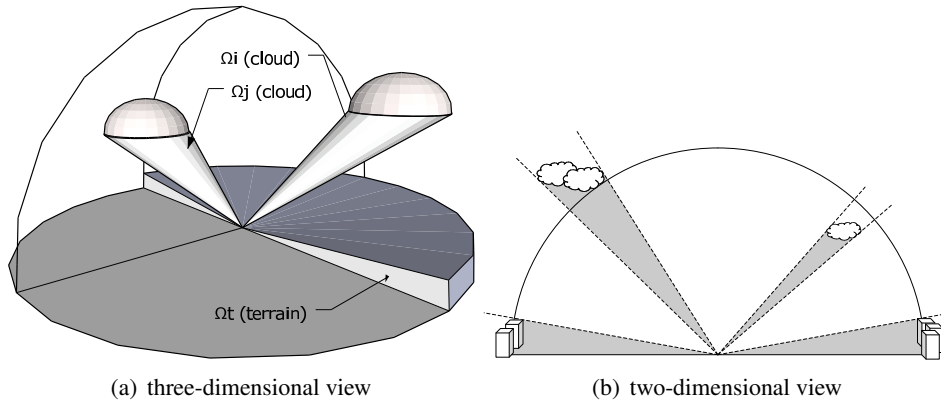 Ωi (cloud)
Ωj (cloud)
Ωt (terrain)
(a) three-dimensional view
(b) two-dimensional view